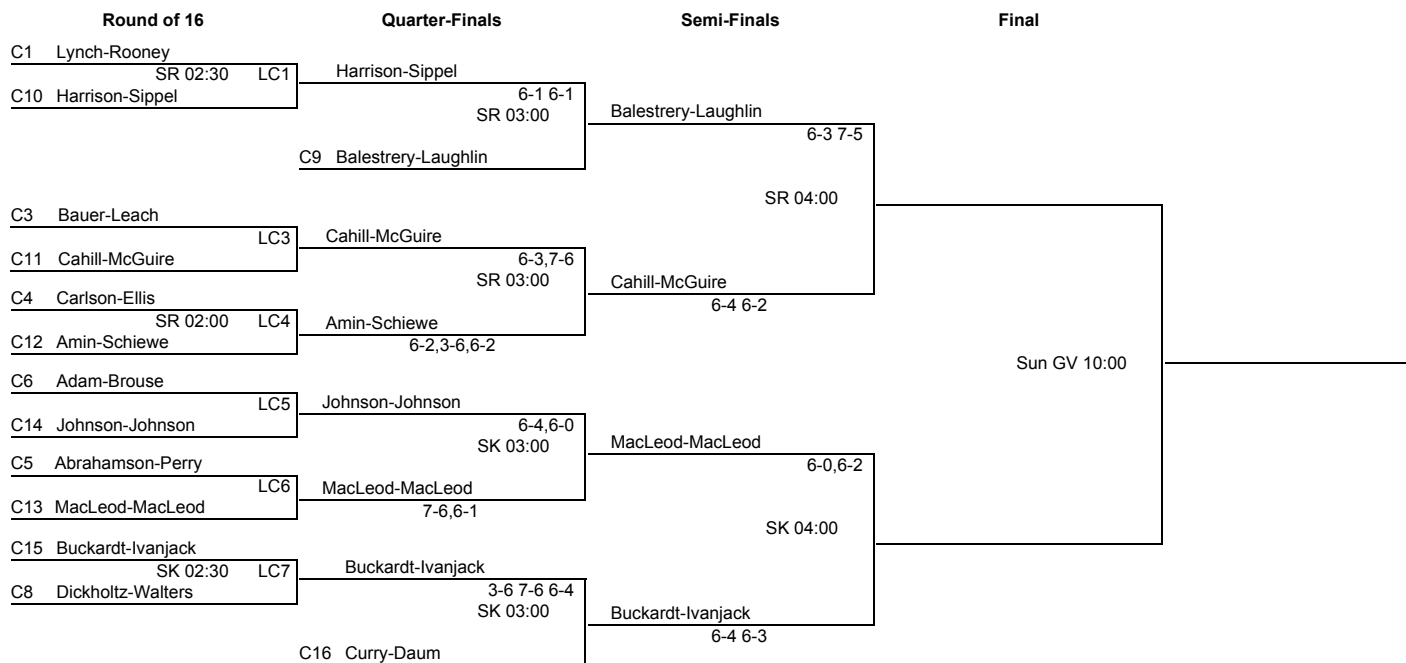 Round of 16 Quarter-Finals Semi-Finals Final
C1 Lynch-Rooney
SR 02:30 LC1
C10 Harrison-Sippel
Harrison-Sippel
6-1 6-1
SR 03:00
C9 Balestrery-Laughlin
Balestrery-Laughlin
6-3 7-5
SR 04:00
C3 Bauer-Leach
LC3
C11 Cahill-McGuire
Cahill-McGuire
6-3,7-6
SR 03:00
Cahill-McGuire
6-4 6-2
C4 Carlson-Ellis
SR 02:00 LC4
C12 Amin-Schiewe
Amin-Schiewe
6-2,3-6,6-2
Sun GV 10:00
C6 Adam-Brouse
LC5
C14 Johnson-Johnson
Johnson-Johnson
6-4,6-0
SK 03:00
MacLeod-MacLeod
6-0,6-2
C5 Abrahamson-Perry
LC6
C13 MacLeod-MacLeod
MacLeod-MacLeod
7-6,6-1
SK 04:00
C15 Buckardt-Ivanjack
SK 02:30 LC7
C8 Dickholtz-Walters
Buckardt-Ivanjack
3-6 7-6 6-4
SK 03:00
Buckardt-Ivanjack
6-4 6-3
C16 Curry-Daum